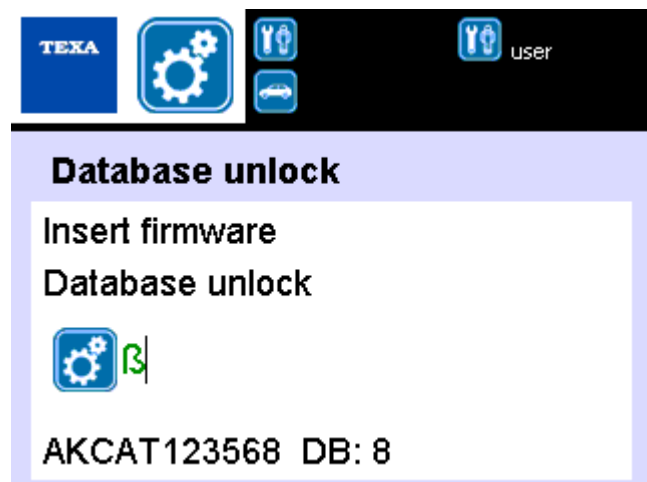 TEXA
user
Database unlock
Insert firmware
Database unlock
ß
AKCAT123568 DB: 8